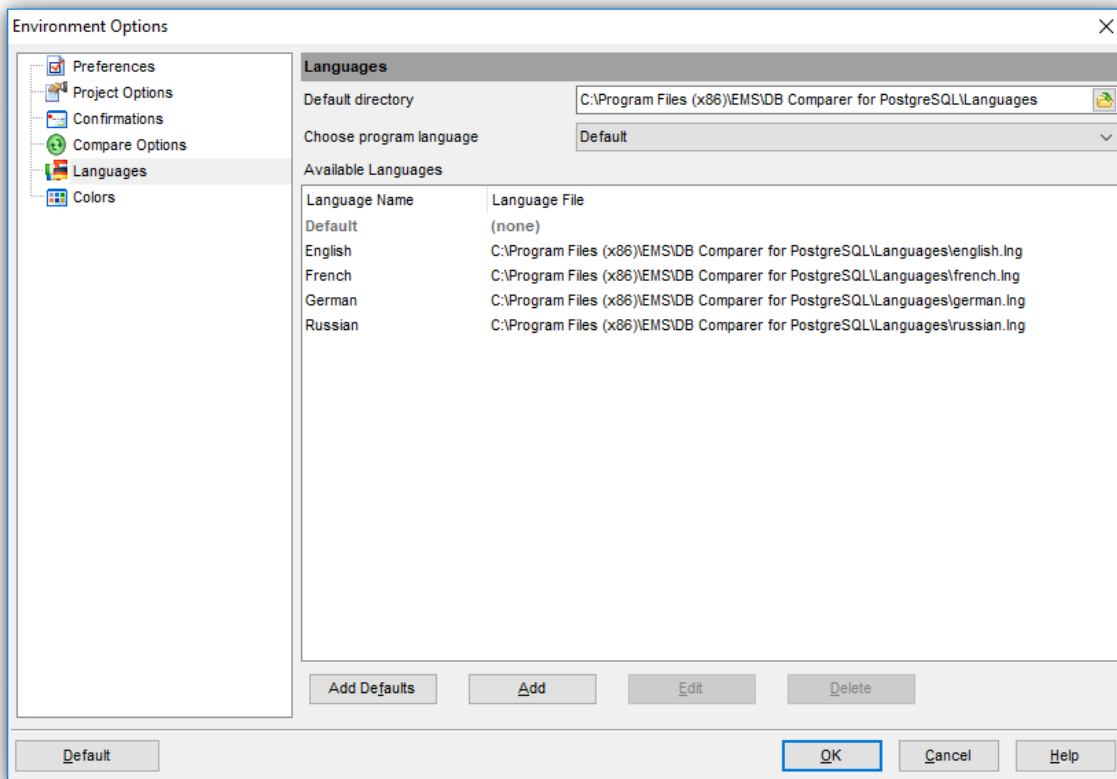 Environment Options
Preferences
Project Options
Confirmations
Compare Options
Languages
Colors
Languages
Default directory C:\Program Files (x86)\EMS\DB Comparer for PostgreSQL\Languages
Choose program language Default
Available Languages
Language Name Language File
Default (none)
English C:\Program Files (x86)\EMS\DB Comparer for PostgreSQL\Languages\english.lng
French C:\Program Files (x86)\EMS\DB Comparer for PostgreSQL\Languages\french.lng
German C:\Program Files (x86)\EMS\DB Comparer for PostgreSQL\Languages\german.lng
Russian C:\Program Files (x86)\EMS\DB Comparer for PostgreSQL\Languages\russian.lng
Add Defaults Add Edit Delete
Default OK Cancel Help